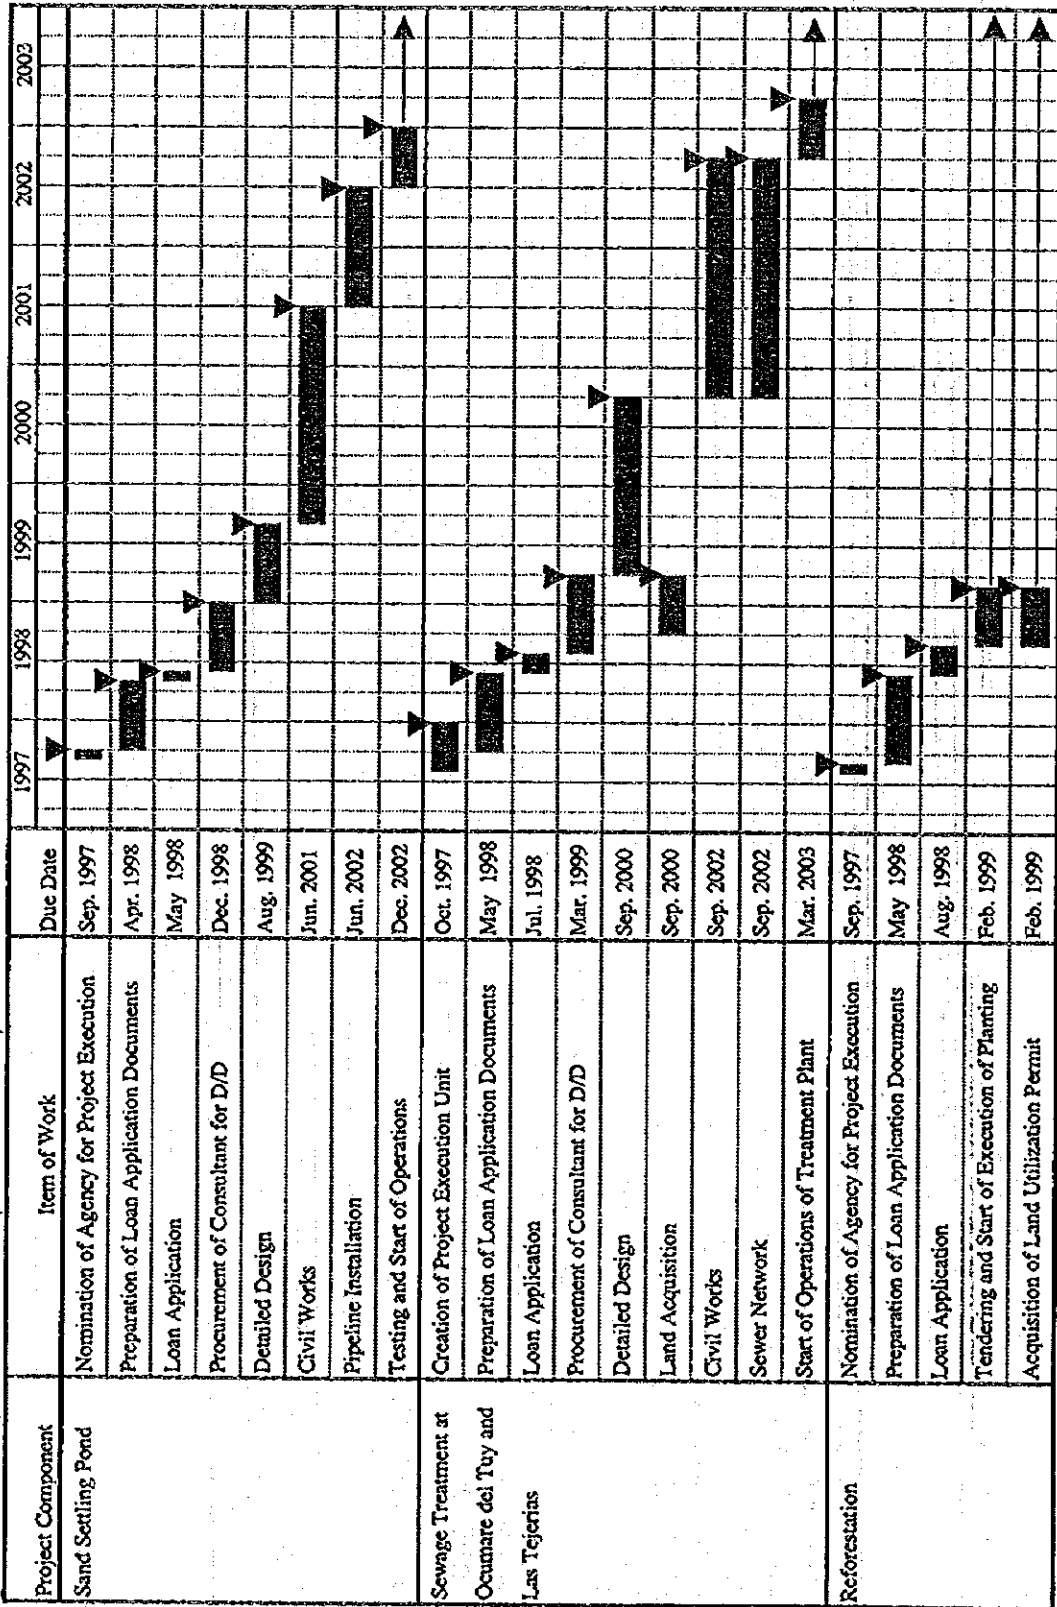 Project Component Item of Work Due Date 1997 1998 1999 2000 2001 2002 2003
Sand Settling Pond Nomination of Agency for Project Execution Sep. 1997
Preparation of Loan Application Documents Apr. 1998
Loan Application May 1998
Procurement of Consultant for D/D Dec. 1998
Detailed Design Aug. 1999
Civil Works Jun. 2001
Pipeline Installation Jun. 2002
Testing and Start of Operations Dec. 2002
Sewage Treatment at Creation of Project Execution Unit Oct. 1997
Ocumare del Tuy and Preparation of Loan Application Documents May 1998
Las Tejerias Loan Application Jul. 1998
Procurement of Consultant for D/D Mar. 1999
Detailed Design Sep. 2000
Land Acquisition Sep. 2000
Civil Works Sep. 2002
Sewer Network Sep. 2002
Start of Operations of Treatment Plant Mar. 2003
Reforestation Nomination of Agency for Project Execution Sep. 1997
Preparation of Loan Application Documents May 1998
Loan Application Aug. 1998
Tendering and Start of Execution of Planting Feb. 1999
Acquisition of Land Utilization Permit Feb. 1999